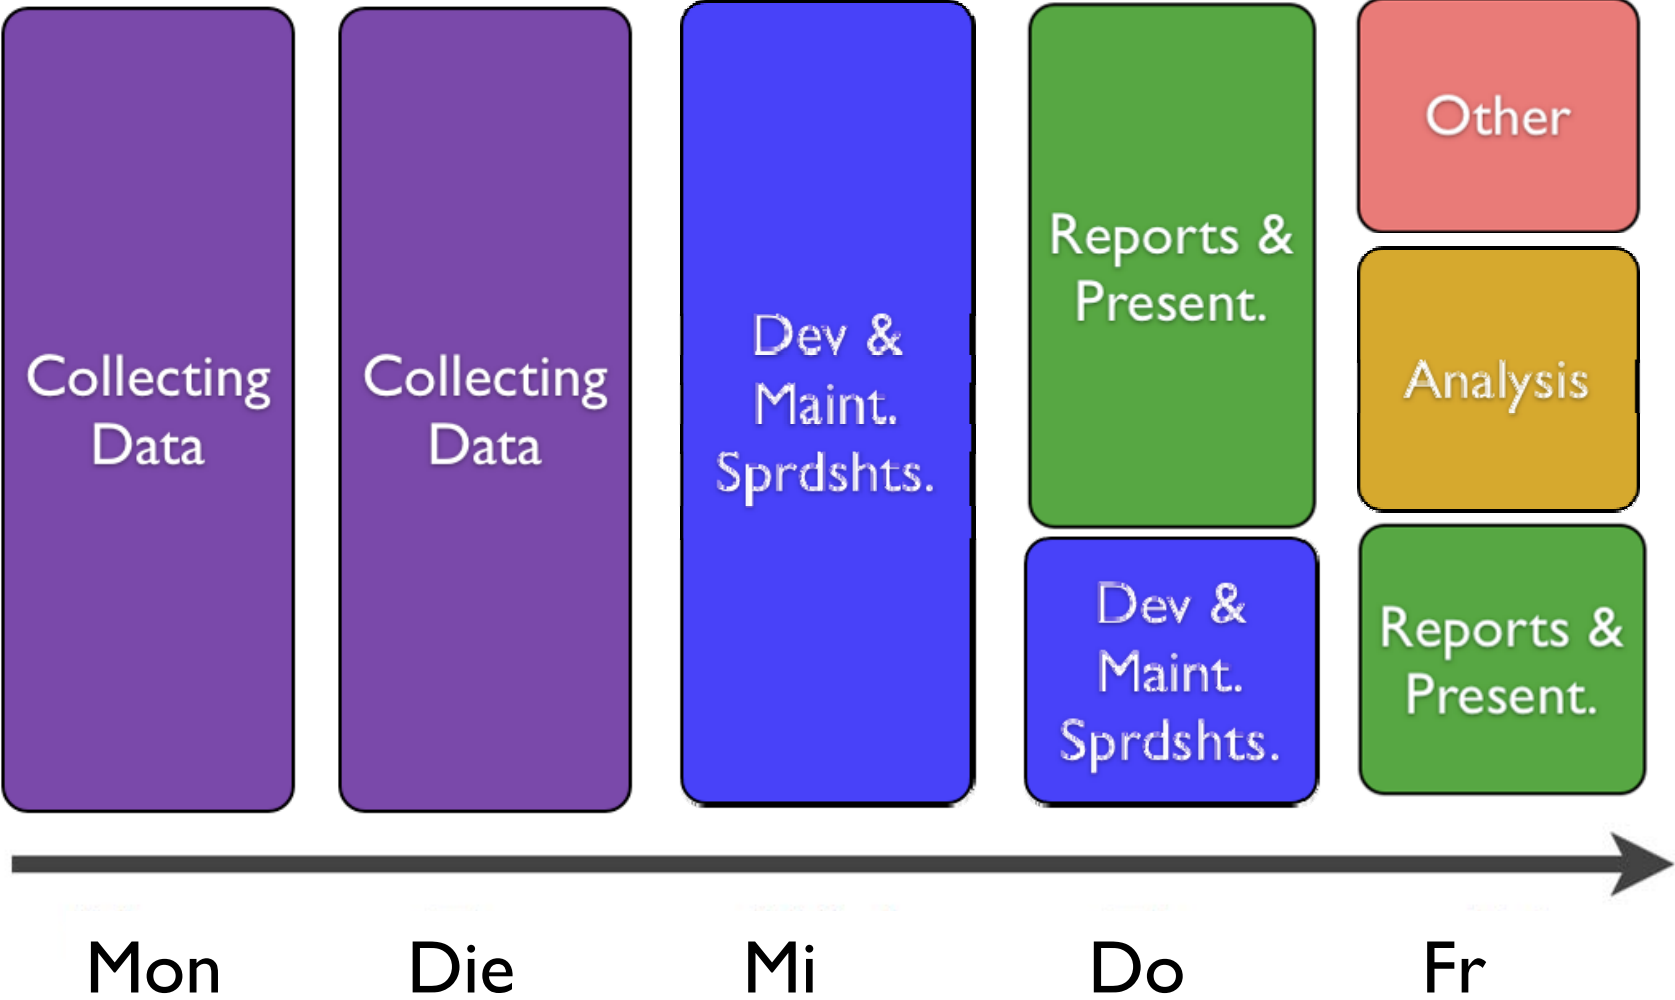 Collecting
Data
Collecting
Data
Dev &
Maint.
Sprdshts.
Reports &
Present.
Dev &
Maint.
Sprdshts.
Other
Analysis
Reports &
Present.
Mon
Die
Mi
Do
Fr